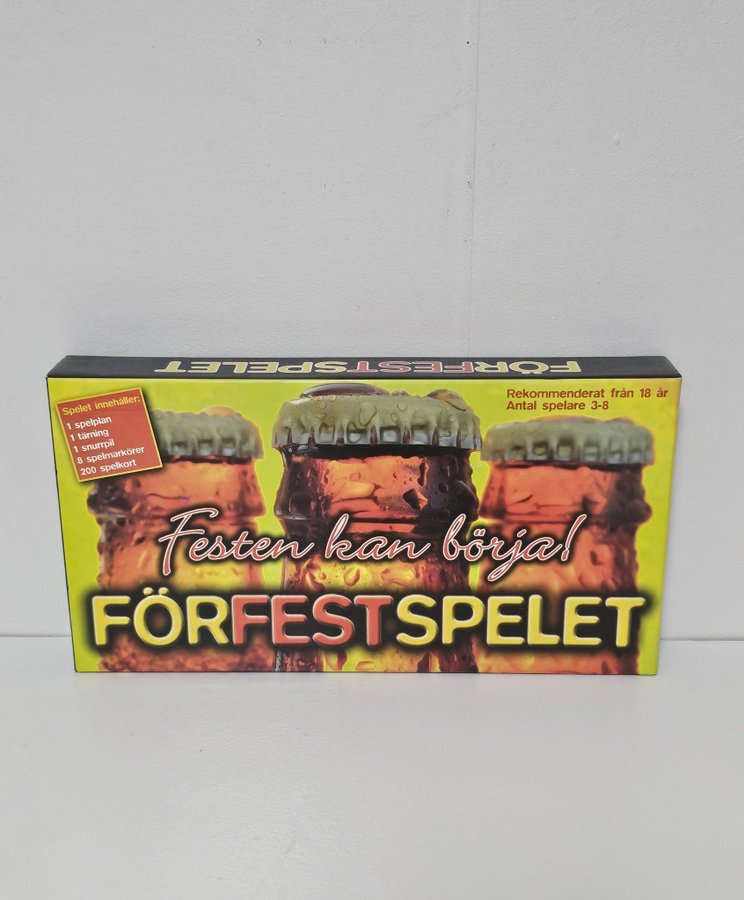 FÖRFESTSPELET
Spelet innehåller:
1 spelplan
1 tärning
1 snurrpil
8 spelmarkörer
200 spelkort
Rekommenderat från 18 år
Antal spelare 3-8
Festen kan börja!
FÖRFESTSPELET